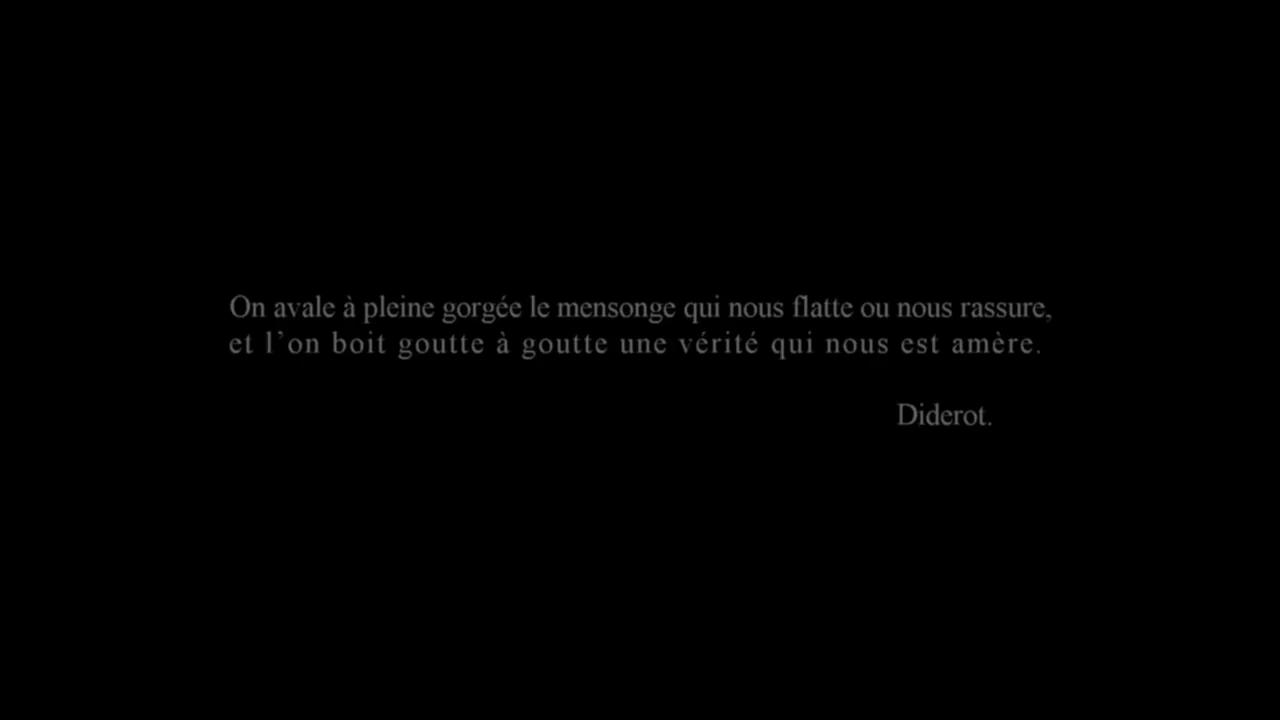 On avale à pleine gorgée le mensonge qui nous flatte ou nous rassure,
et l'on boit goutte à goutte une vérité qui nous est amère.
Diderot.